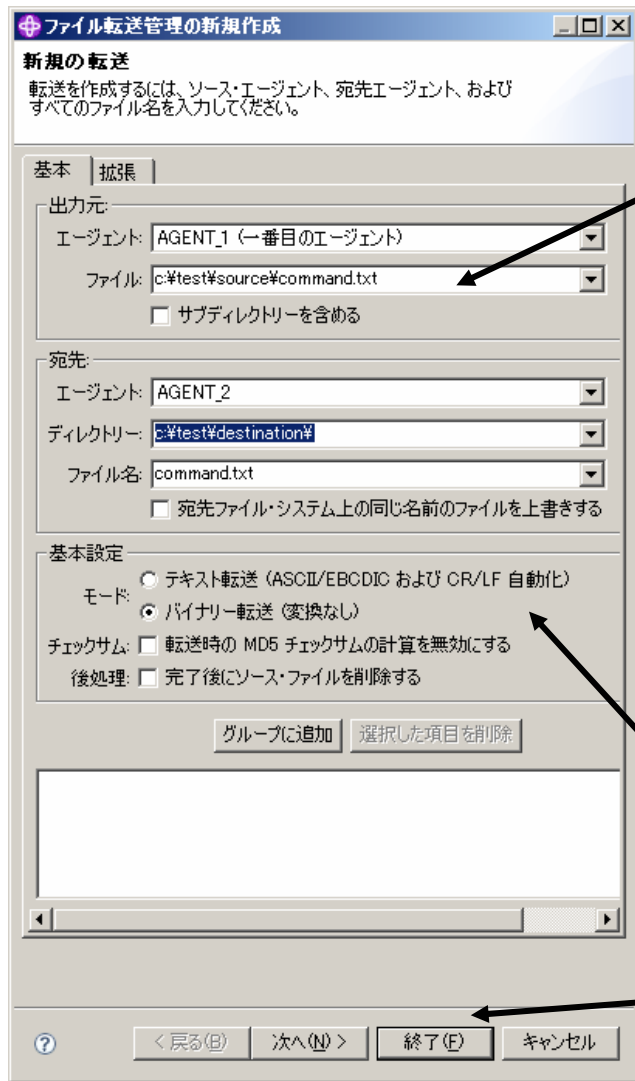 ファイル転送管理の新規作成
新規の転送
転送を作成するには、ソース・エージェント、宛先エージェント、および
すべてのファイル名を入力してください。
基本 拡張
出力元:
エージェント: AGENT_1 (一番目のエージェント)
ファイル: c:¥test¥source¥command.txt
サブディレクトリーを含める
宛先:
エージェント: AGENT_2
ディレクトリー: c:¥test¥destination¥
ファイル名: command.txt
宛先ファイル・システム上の同じ名前のファイルを上書きする
基本設定
モード: テキスト転送 (ASCII/EBCDIC および CR/LF 自動化)
バイナリー転送 (変換なし)
チェックサム: 転送時の MD5 チェックサムの計算を無効にする
後処理: 完了後にソース・ファイルを削除する
グループに追加 選択した項目を削除
? < 戻る(B) 次へ(N) > 終了(F) キャンセル